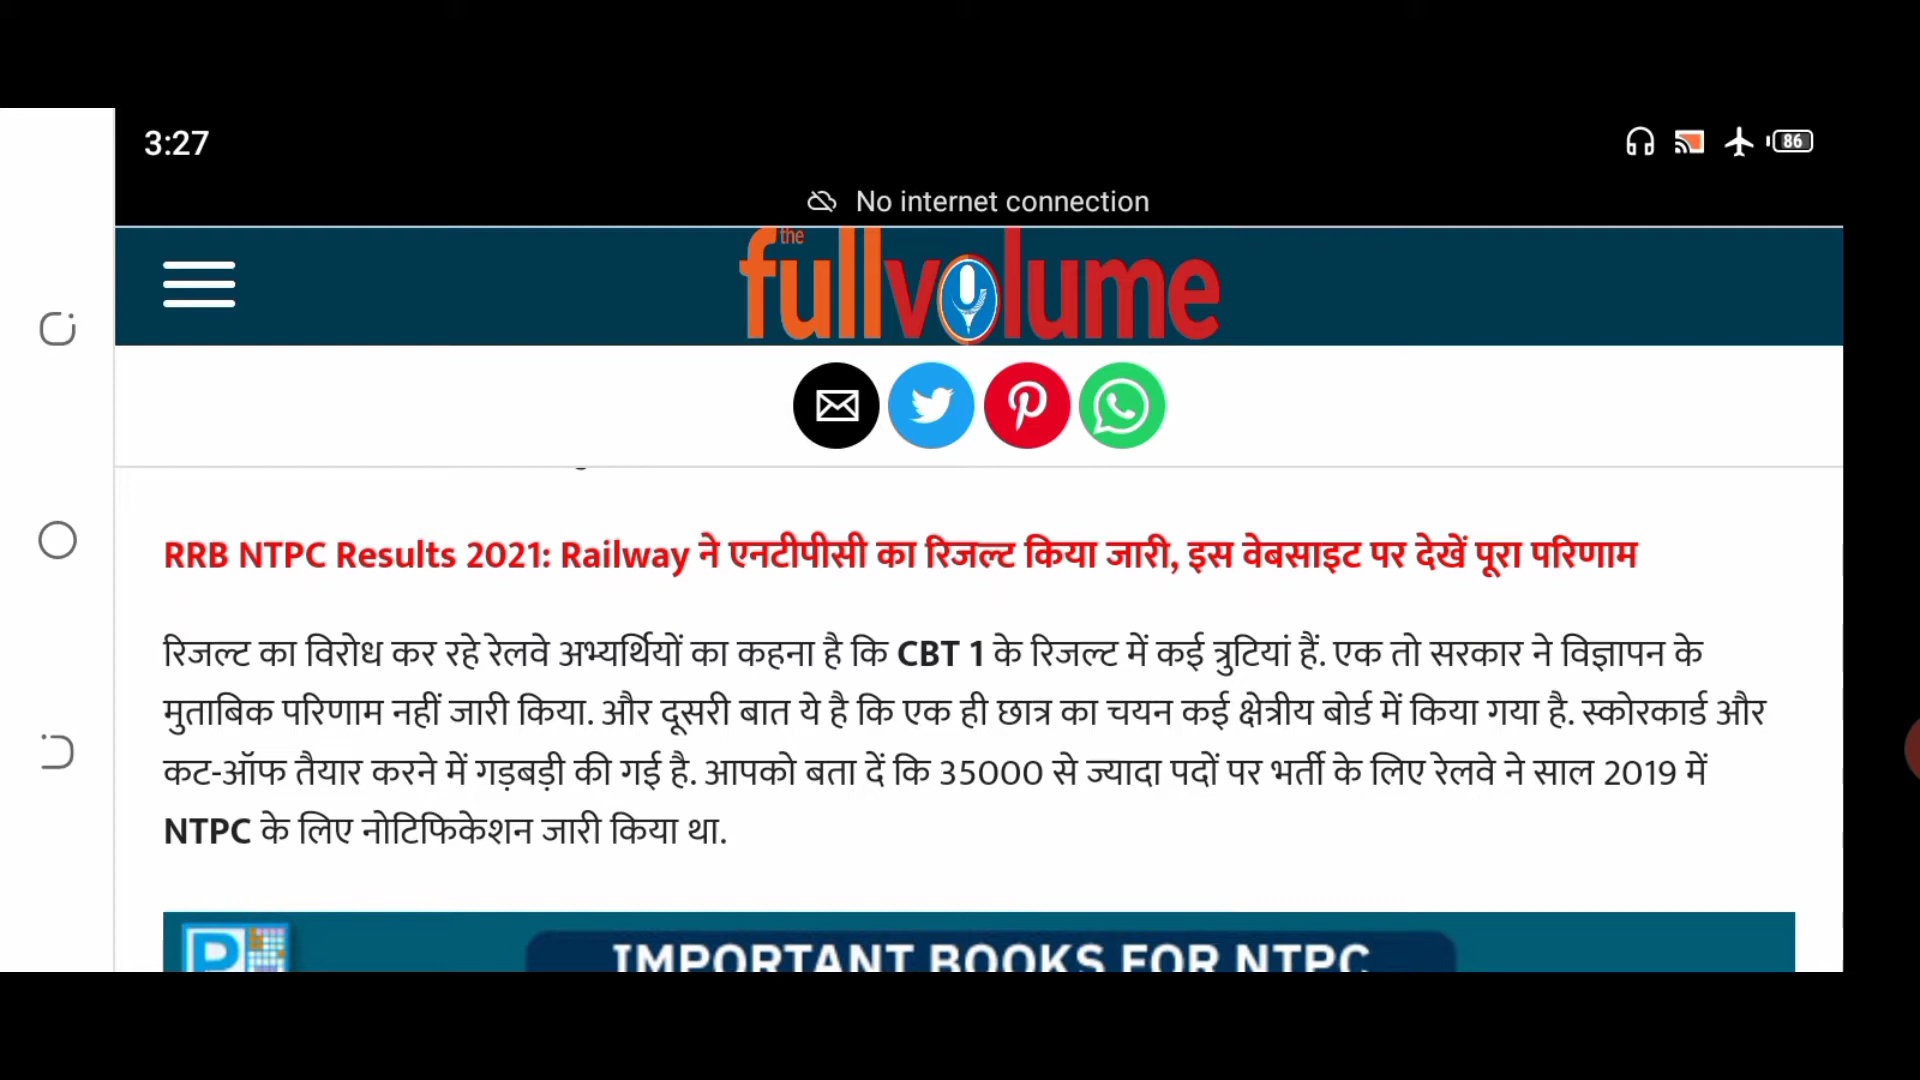 3:27
86
No internet connection
the
fullvolume
RRB NTPC Results 2021: Railway ने एनटीपीसी का रिजल्ट किया जारी, इस वेबसाइट पर देखें पूरा परिणाम
रिजल्ट का विरोध कर रहे रेलवे अभ्यर्थियों का कहना है कि CBT 1 के रिजल्ट में कई त्रुटियां हैं. एक तो सरकार ने विज्ञापन के
मुताबिक परिणाम नहीं जारी किया. और दूसरी बात ये है कि एक ही छात्र का चयन कई क्षेत्रीय बोर्ड में किया गया है. स्कोरकार्ड और
कट-ऑफ तैयार करने में गड़बड़ी की गई है. आपको बता दें कि 35000 से ज्यादा पदों पर भर्ती के लिए रेलवे ने साल 2019 में
NTPC के लिए नोटिफिकेशन जारी किया था.
IMPORTANT BOOKS FOR NTPC